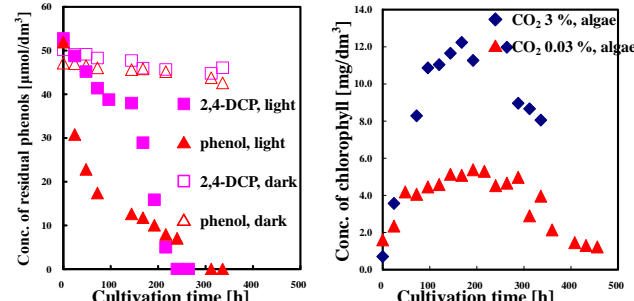 Conc. of residual phenols [μmol/dm³]
60
50
40
30
20
10
0
0
100
200
300
400
500
Cultivation time [h]
2,4-DCP, light
phenol, light
2,4-DCP, dark
phenol, dark
Conc. of chlorophyll [mg/dm³]
14.0
12.0
10.0
8.0
6.0
4.0
2.0
0.0
0
100
200
300
400
500
Cultivation time [h]
CO₂ 3 %, algae
CO₂ 0.03 %, algae